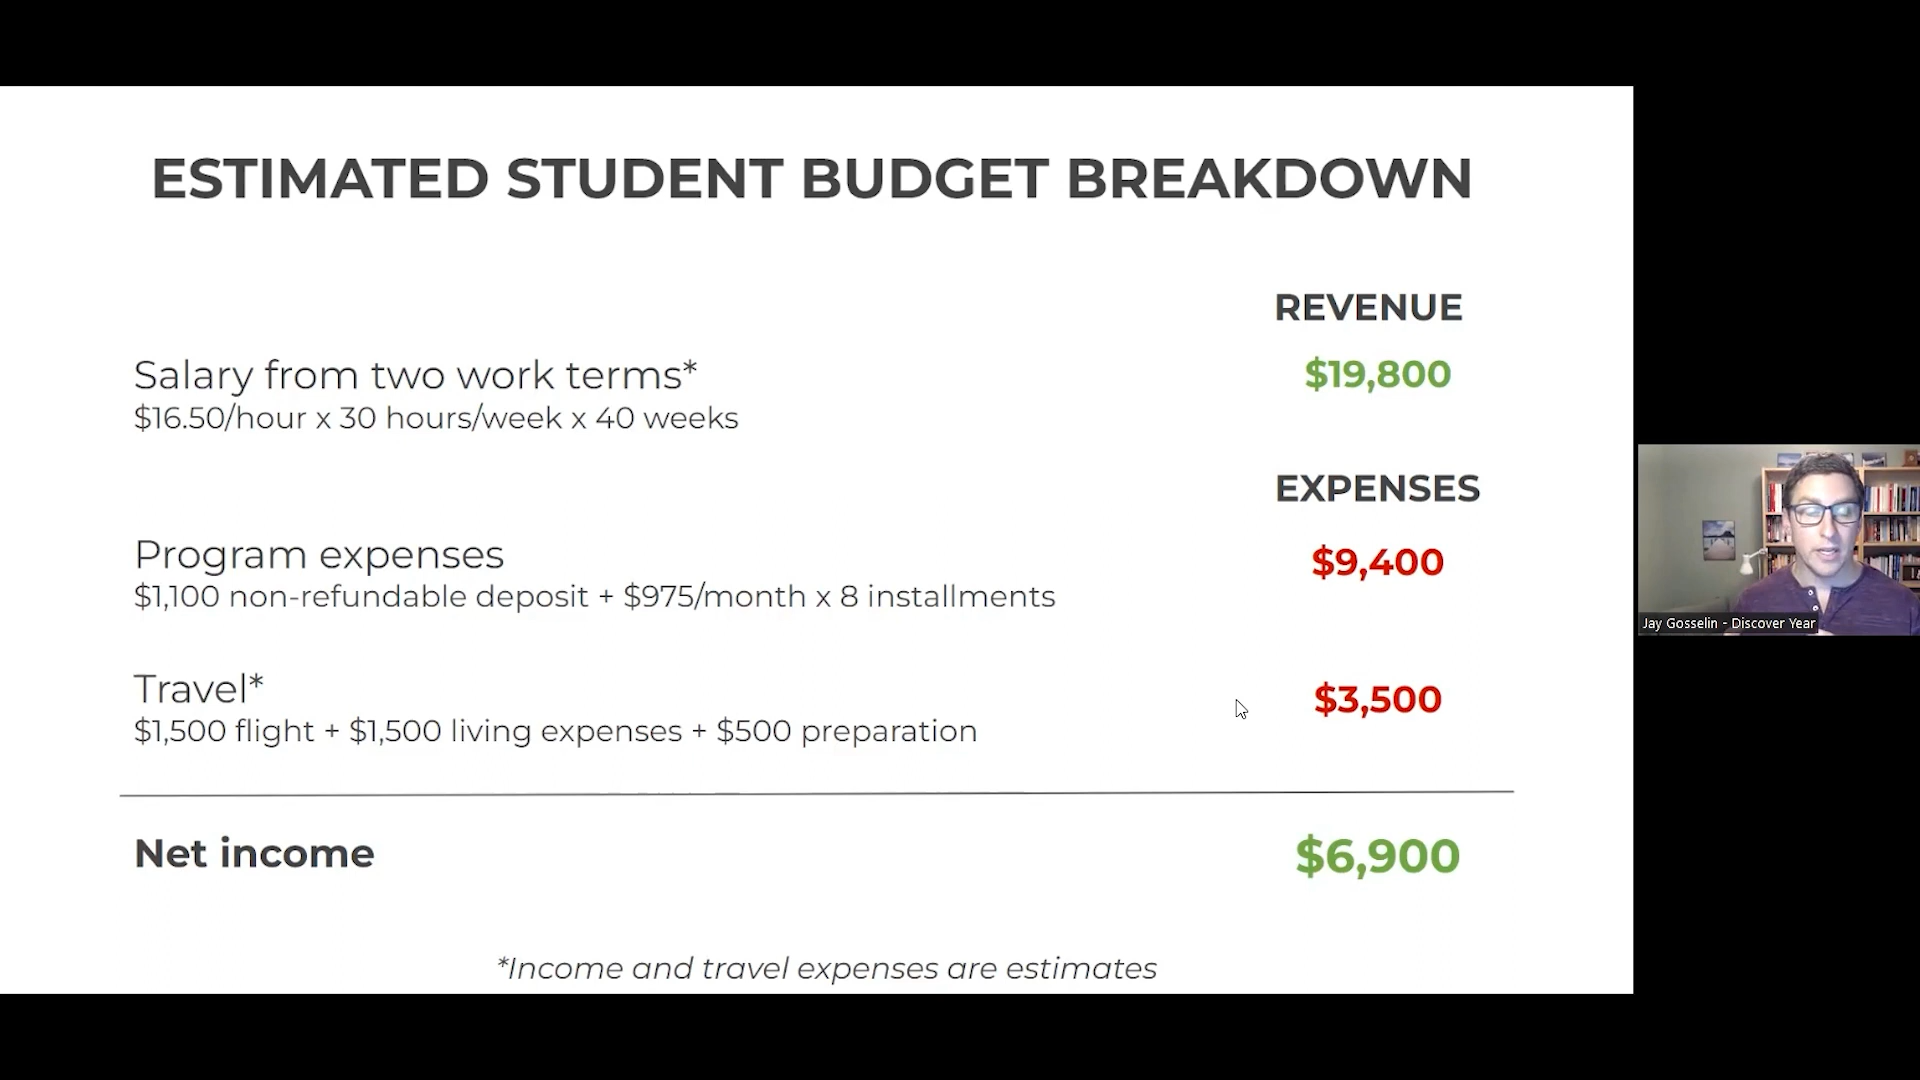 ESTIMATED STUDENT BUDGET BREAKDOWN
REVENUE
Salary from two work terms*
$19,800
$16.50/hour x 30 hours/week x 40 weeks
EXPENSES
Program expenses
$9,400
$1,100 non-refundable deposit + $975/month x 8 installments
Travel*
$3,500
$1,500 flight + $1,500 living expenses + $500 preparation
Net income
$6,900
*Income and travel expenses are estimates
Jay Gosselin - Discover Year